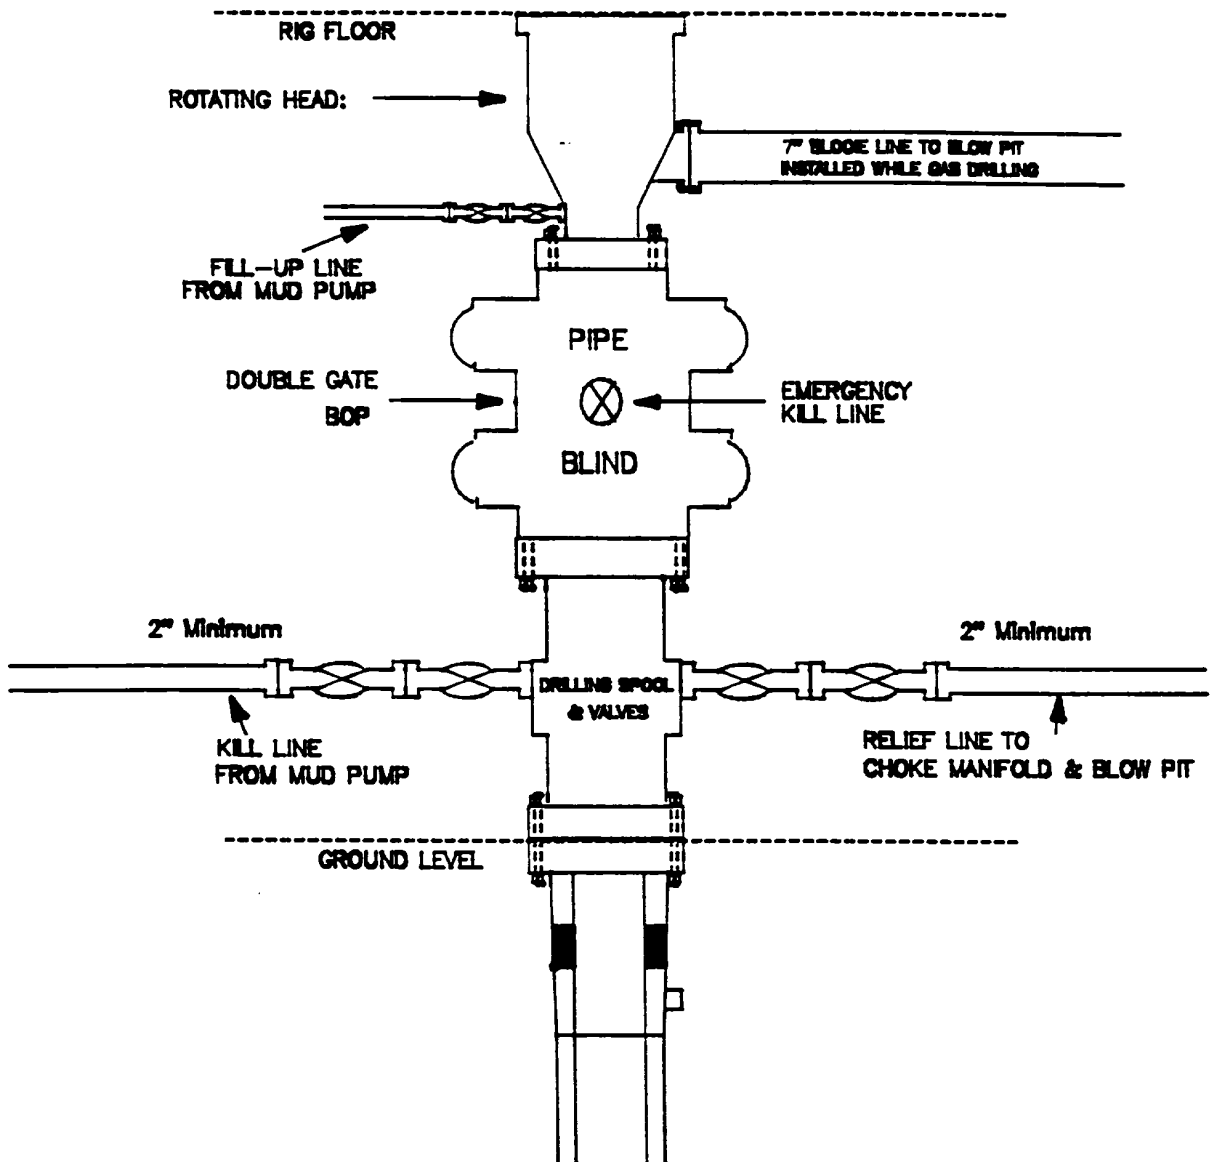 RIG FLOOR
ROTATING HEAD:
7" BLOOIE LINE TO BLOW PIT
INSTALLED WHILE GAS DRILLING
FILL-UP LINE
FROM MUD PUMP
PIPE
DOUBLE GATE
BOP
EMERGENCY
KILL LINE
BLIND
2" Minimum
2" Minimum
DRILLING SPOOL
& VALVES
KILL LINE
FROM MUD PUMP
RELIEF LINE TO
CHOKE MANIFOLD & BLOW PIT
GROUND LEVEL